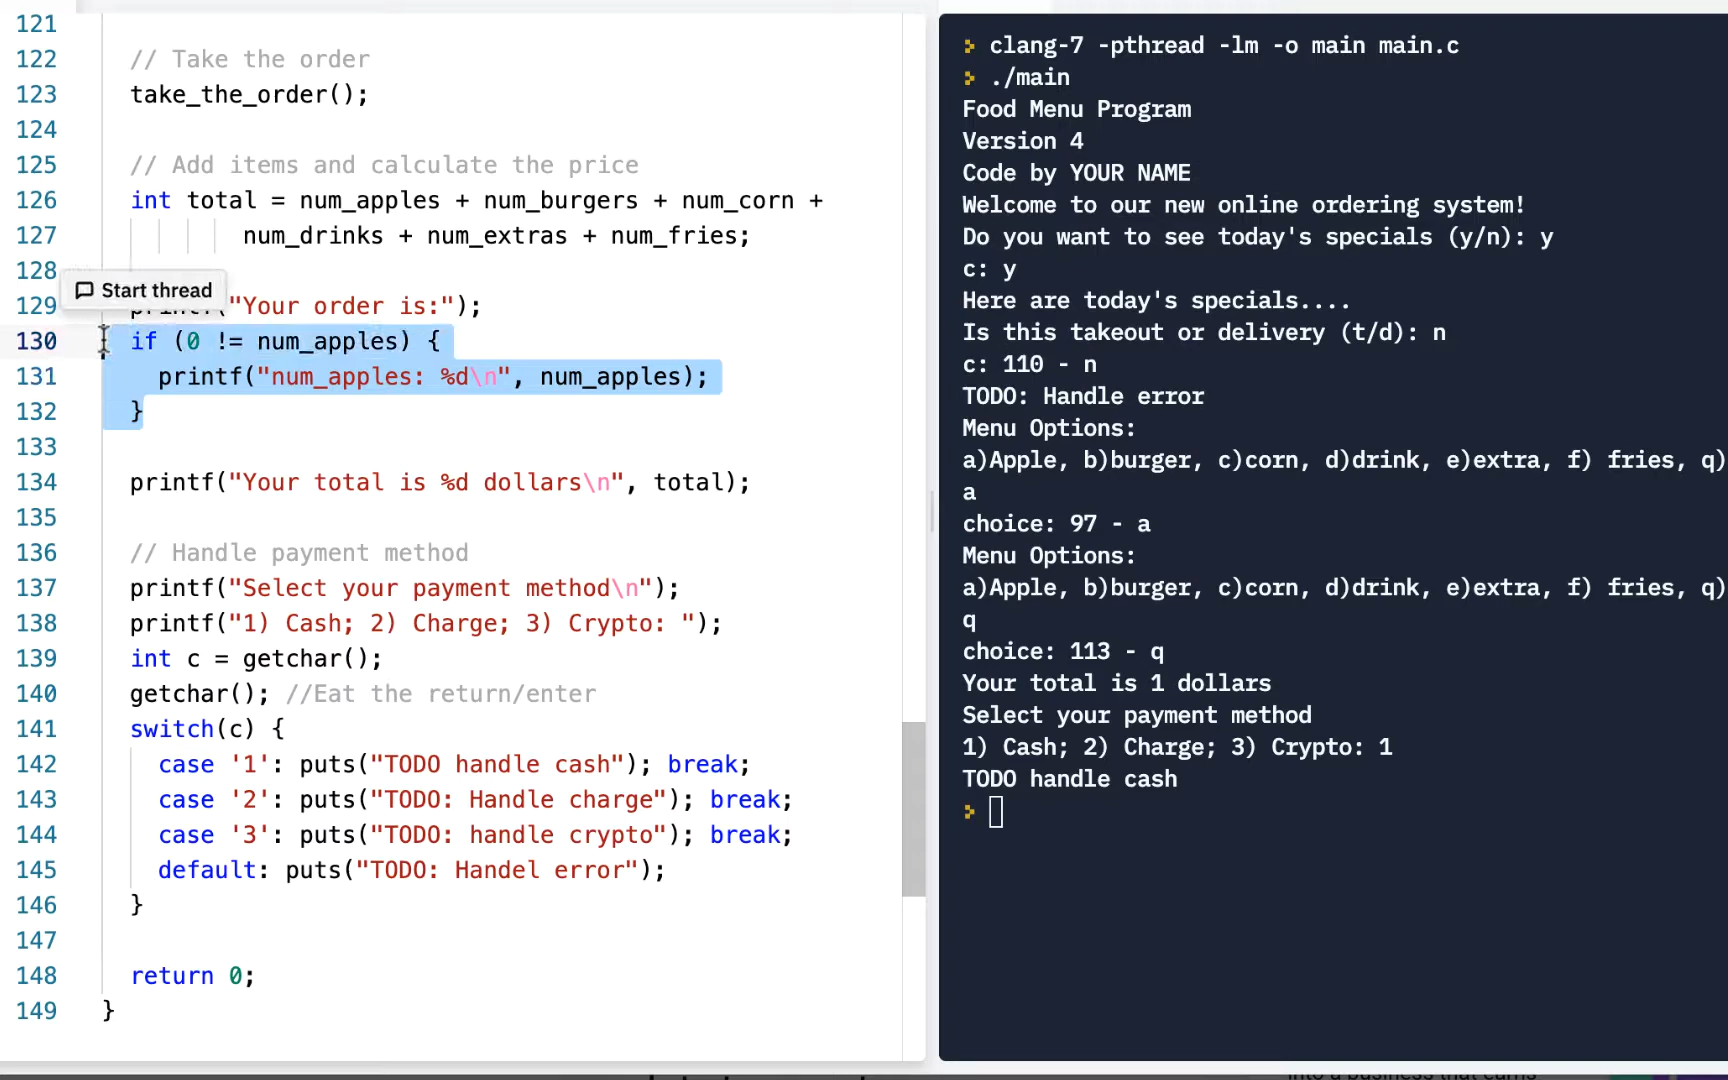 121
122 // Take the order
123 take_the_order();
124
125 // Add items and calculate the price
126 int total = num_apples + num_burgers + num_corn +
127 num_drinks + num_extras + num_fries;
128
Start thread
129 printf("Your order is:");
130 if (0 != num_apples) {
131 printf("num_apples: %d\n", num_apples);
132 }
133
134 printf("Your total is %d dollars\n", total);
135
136 // Handle payment method
137 printf("Select your payment method\n");
138 printf("1) Cash; 2) Charge; 3) Crypto: ");
139 int c = getchar();
140 getchar(); //Eat the return/enter
141 switch(c) {
142 case '1': puts("TODO handle cash"); break;
143 case '2': puts("TODO: Handle charge"); break;
144 case '3': puts("TODO: handle crypto"); break;
145 default: puts("TODO: Handel error");
146 }
147
148 return 0;
149 }
clang-7 -pthread -lm -o main main.c
./main
Food Menu Program
Version 4
Code by YOUR NAME
Welcome to our new online ordering system!
Do you want to see today's specials (y/n): y
c: y
Here are today's specials....
Is this takeout or delivery (t/d): n
c: 110 - n
TODO: Handle error
Menu Options:
a)Apple, b)burger, c)corn, d)drink, e)extra, f) fries, q)
a
choice: 97 - a
Menu Options:
a)Apple, b)burger, c)corn, d)drink, e)extra, f) fries, q)
q
choice: 113 - q
Your total is 1 dollars
Select your payment method
1) Cash; 2) Charge; 3) Crypto: 1
TODO handle cash